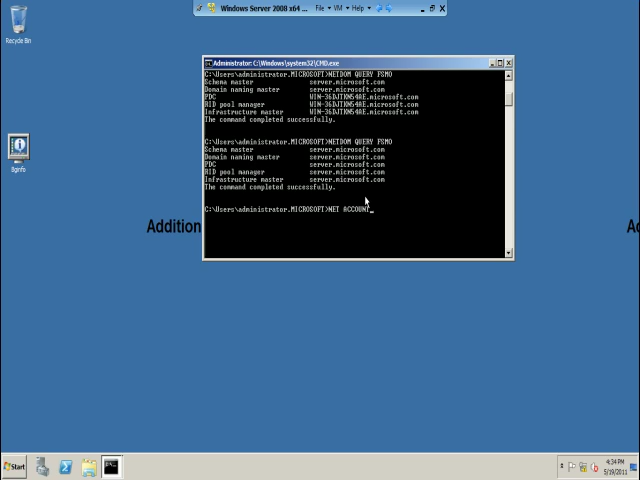 Windows Server 2008 x64 ... File VM Help
Recycle Bin
Administrator: C:\Windows\system32\CMD.exe
C:\Users\administrator.MICROSOFT>NETDOM QUERY FSMO
Schema master server.microsoft.com
Domain naming master server.microsoft.com
PDC WIN-36DJTKN54AE.microsoft.com
RID pool manager WIN-36DJTKN54AE.microsoft.com
Infrastructure master WIN-36DJTKN54AE.microsoft.com
The command completed successfully.
C:\Users\administrator.MICROSOFT>NETDOM QUERY FSMO
Schema master server.microsoft.com
Domain naming master server.microsoft.com
PDC server.microsoft.com
RID pool manager server.microsoft.com
Infrastructure master server.microsoft.com
The command completed successfully.
C:\Users\administrator.MICROSOFT>NET ACCOUNT_
Bginfo
Addition
Ad
Start
4:34 PM
5/19/2011